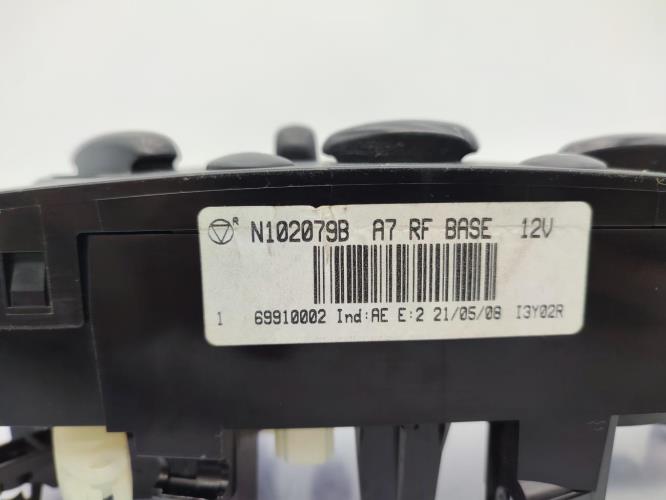 R N102079B A7 RF BASE 12V
1 69910002 Ind:AE E:2 21/05/08 I3Y02R